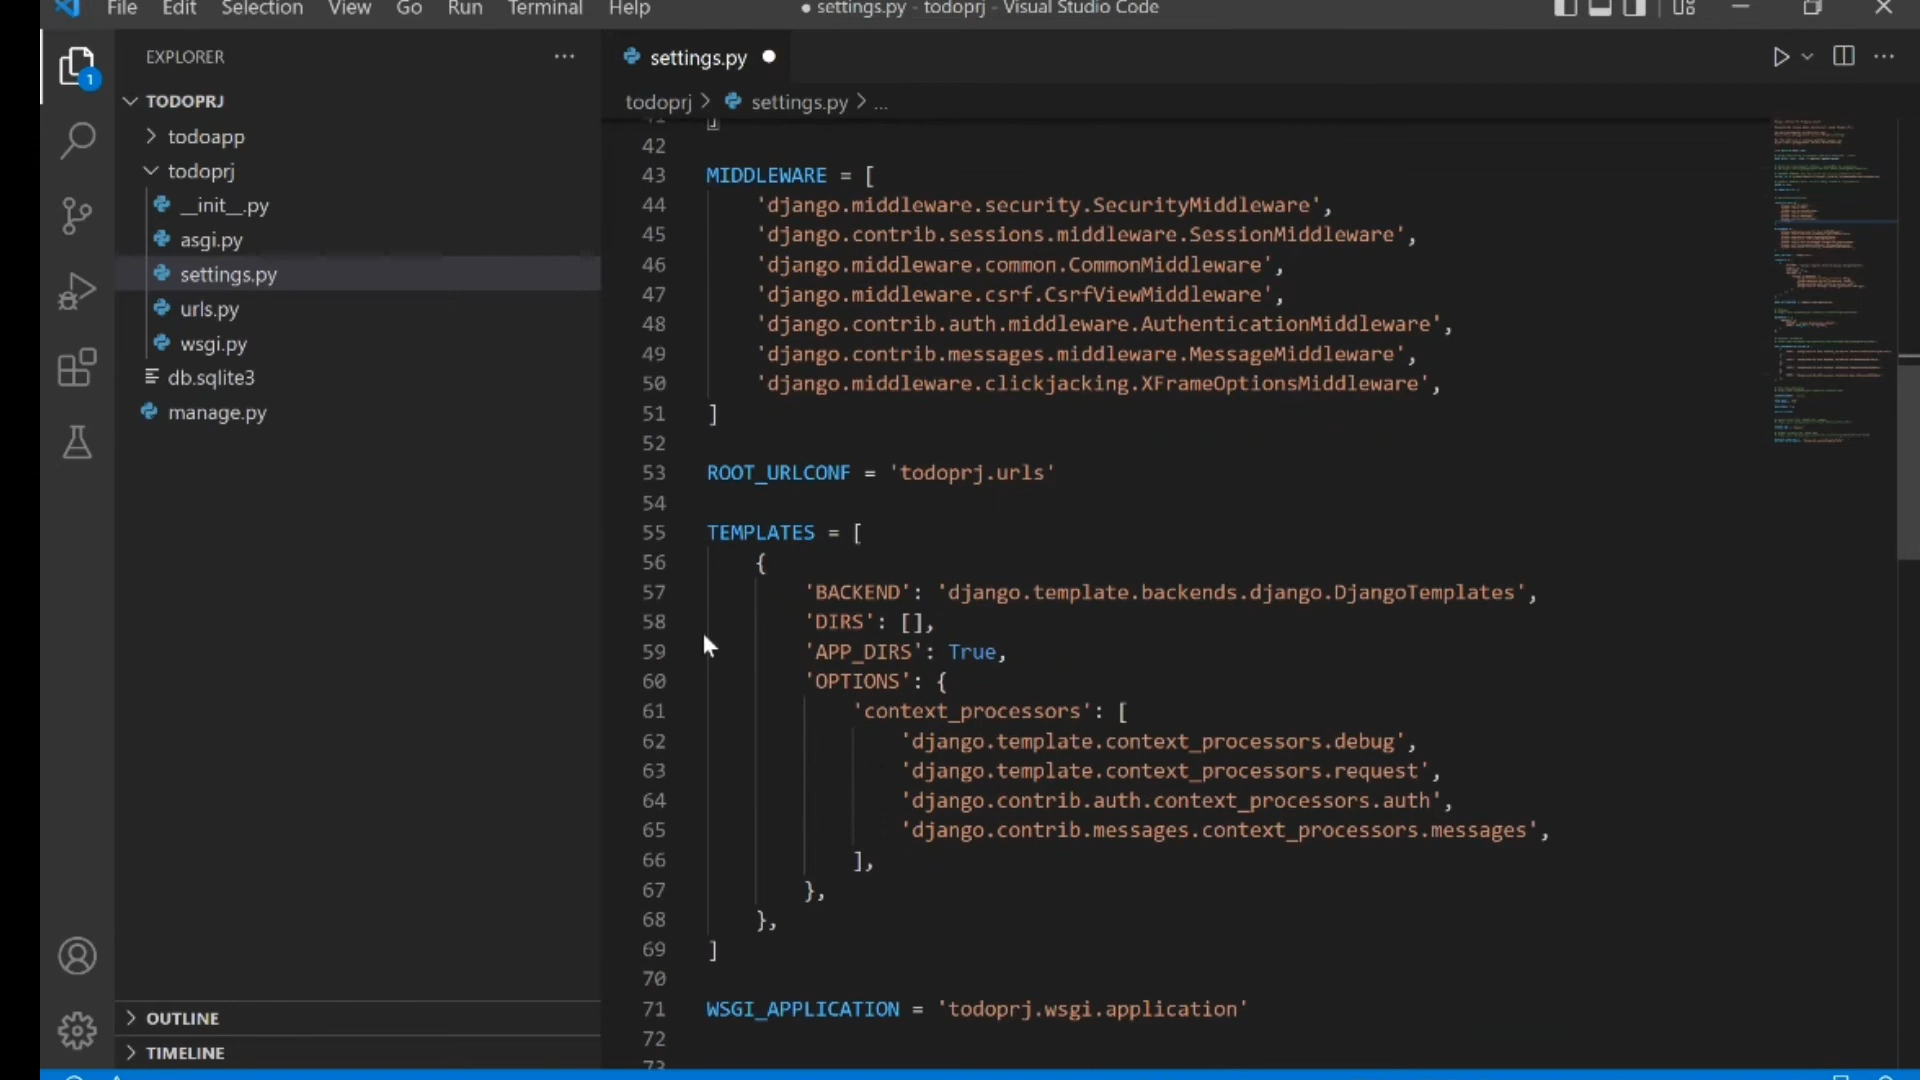 File Edit Selection View Go Run Terminal Help
● settings.py - todoprj - Visual Studio Code
EXPLORER
1
TODOPRJ
todoapp
todoprj
__init__.py
asgi.py
settings.py
urls.py
wsgi.py
db.sqlite3
manage.py
OUTLINE
TIMELINE
settings.py
todoprj > settings.py > ...
41 ]
42
43 MIDDLEWARE = [
44 'django.middleware.security.SecurityMiddleware',
45 'django.contrib.sessions.middleware.SessionMiddleware',
46 'django.middleware.common.CommonMiddleware',
47 'django.middleware.csrf.CsrfViewMiddleware',
48 'django.contrib.auth.middleware.AuthenticationMiddleware',
49 'django.contrib.messages.middleware.MessageMiddleware',
50 'django.middleware.clickjacking.XFrameOptionsMiddleware',
51 ]
52
53 ROOT_URLCONF = 'todoprj.urls'
54
55 TEMPLATES = [
56 {
57 'BACKEND': 'django.template.backends.django.DjangoTemplates',
58 'DIRS': [],
59 'APP_DIRS': True,
60 'OPTIONS': {
61 'context_processors': [
62 'django.template.context_processors.debug',
63 'django.template.context_processors.request',
64 'django.contrib.auth.context_processors.auth',
65 'django.contrib.messages.context_processors.messages',
66 ],
67 },
68 },
69 ]
70
71 WSGI_APPLICATION = 'todoprj.wsgi.application'
72
73